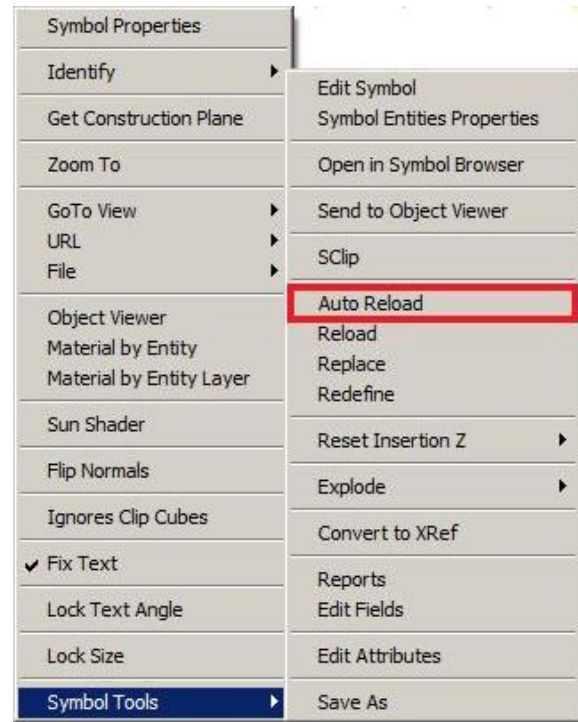 Symbol Properties
Identify
Get Construction Plane
Zoom To
GoTo View
URL
File
Object Viewer
Material by Entity
Material by Entity Layer
Sun Shader
Flip Normals
Ignores Clip Cubes
Fix Text
Lock Text Angle
Lock Size
Symbol Tools
Edit Symbol
Symbol Entities Properties
Open in Symbol Browser
Send to Object Viewer
SClip
Auto Reload
Reload
Replace
Redefine
Reset Insertion Z
Explode
Convert to XRef
Reports
Edit Fields
Edit Attributes
Save As